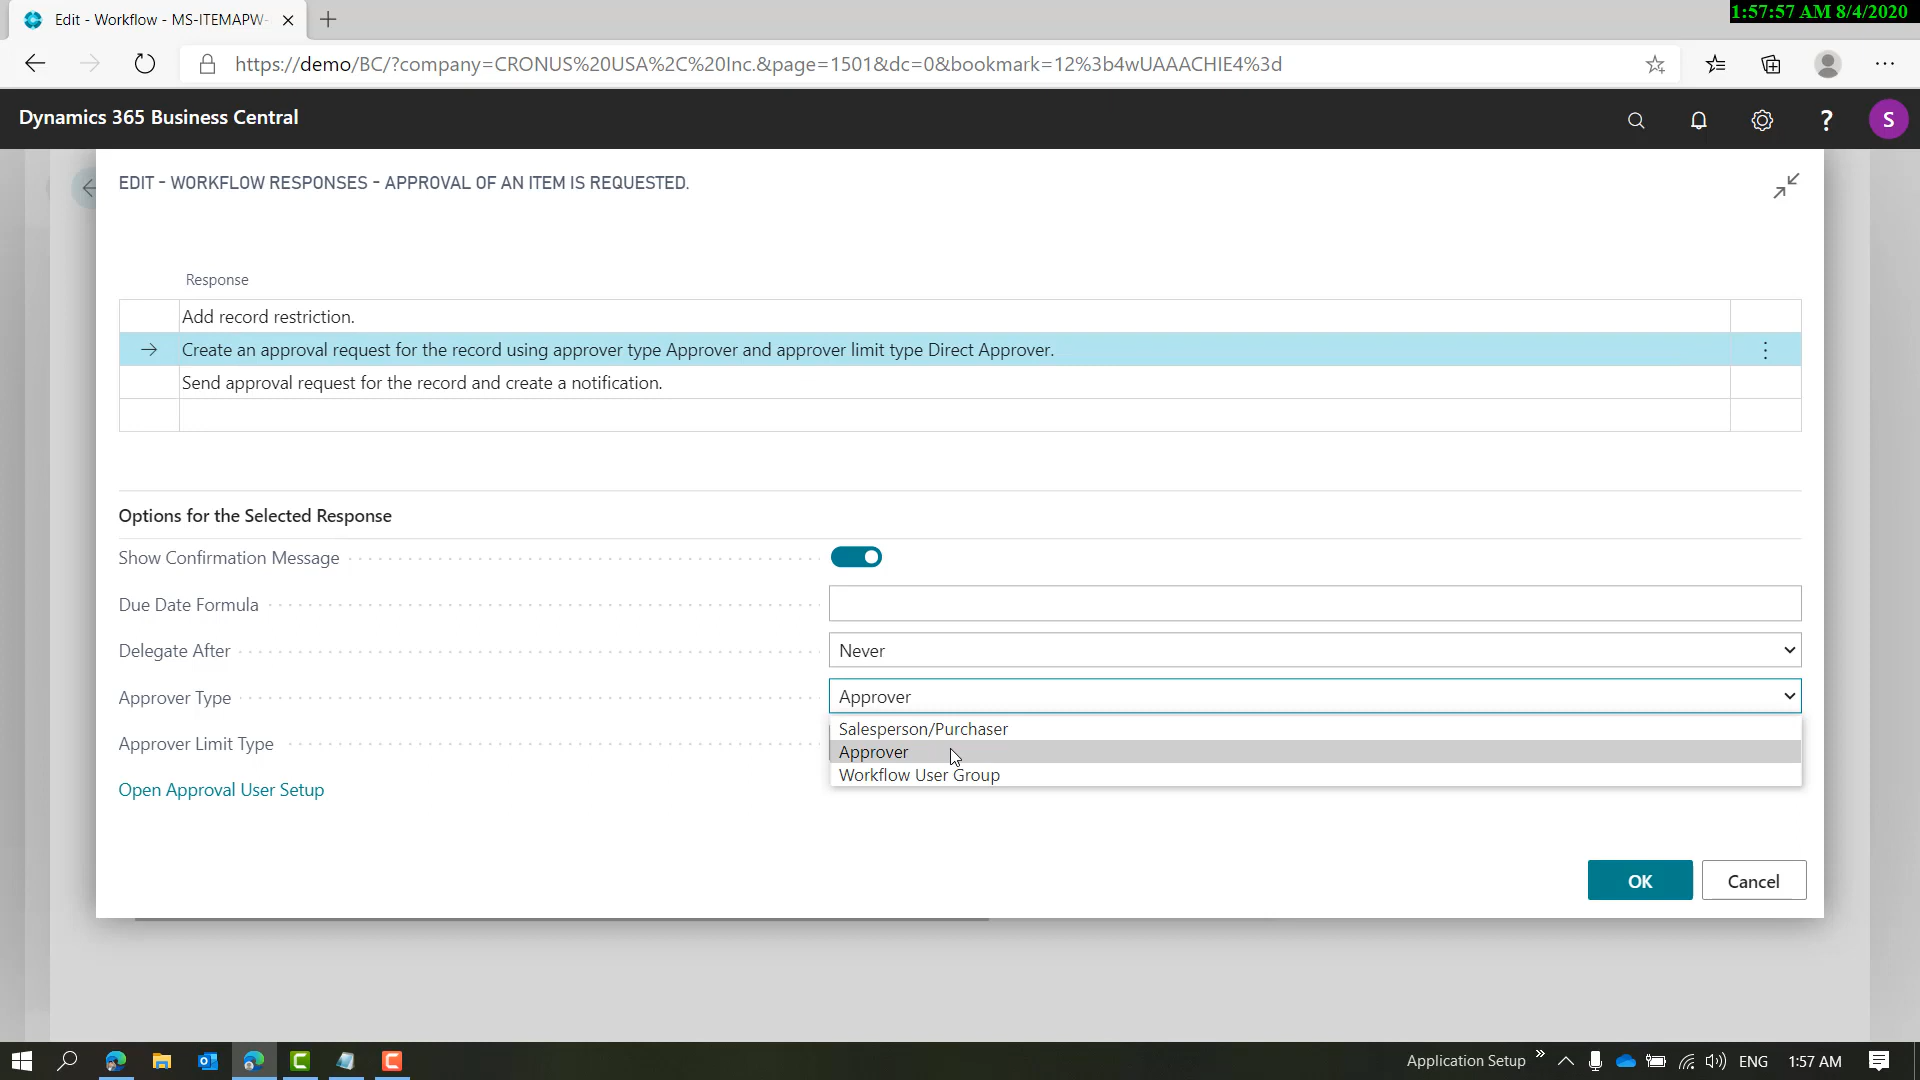 1:57:57 AM 8/4/2020
Edit - Workflow - MS-ITEMAPW-
https://demo/BC/?company=CRONUS%20USA%2C%20Inc.&page=1501&dc=0&bookmark=12%3b4wUAAACHIE4%3d
Dynamics 365 Business Central
?
S
EDIT - WORKFLOW RESPONSES - APPROVAL OF AN ITEM IS REQUESTED.
Response
Add record restriction.
Create an approval request for the record using approver type Approver and approver limit type Direct Approver.
Send approval request for the record and create a notification.
Options for the Selected Response
Show Confirmation Message
Due Date Formula
Delegate After
Never
Approver Type
Approver
Salesperson/Purchaser
Approver
Workflow User Group
Approver Limit Type
Open Approval User Setup
OK
Cancel
Application Setup
ENG
1:57 AM